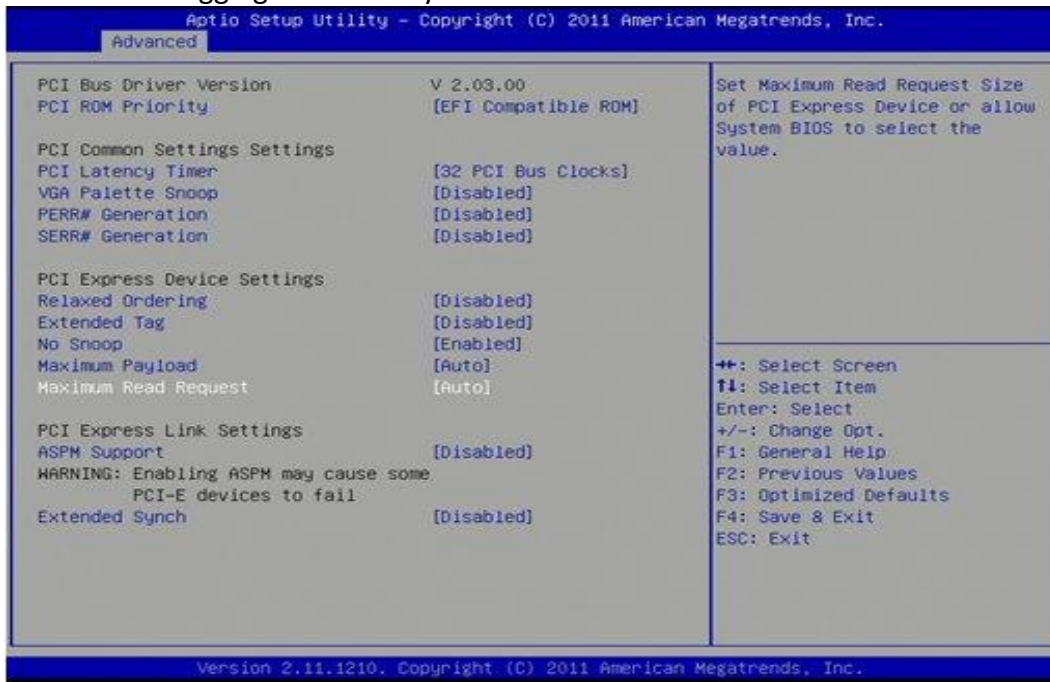 Aptio Setup Utility – Copyright (C) 2011 American Megatrends, Inc.
Advanced
PCI Bus Driver Version V 2.03.00
PCI ROM Priority [EFI Compatible ROM]
PCI Common Settings Settings
PCI Latency Timer [32 PCI Bus Clocks]
VGA Palette Snoop [Disabled]
PERR# Generation [Disabled]
SERR# Generation [Disabled]
PCI Express Device Settings
Relaxed Ordering [Disabled]
Extended Tag [Disabled]
No Snoop [Enabled]
Maximum Payload [Auto]
Maximum Read Request [Auto]
PCI Express Link Settings
ASPM Support [Disabled]
WARNING: Enabling ASPM may cause some
PCI-E devices to fail
Extended Synch [Disabled]
Set Maximum Read Request Size
of PCI Express Device or allow
System BIOS to select the
value.
→←: Select Screen
↑↓: Select Item
Enter: Select
+/-: Change Opt.
F1: General Help
F2: Previous Values
F3: Optimized Defaults
F4: Save & Exit
ESC: Exit
Version 2.11.1210. Copyright (C) 2011 American Megatrends, Inc.